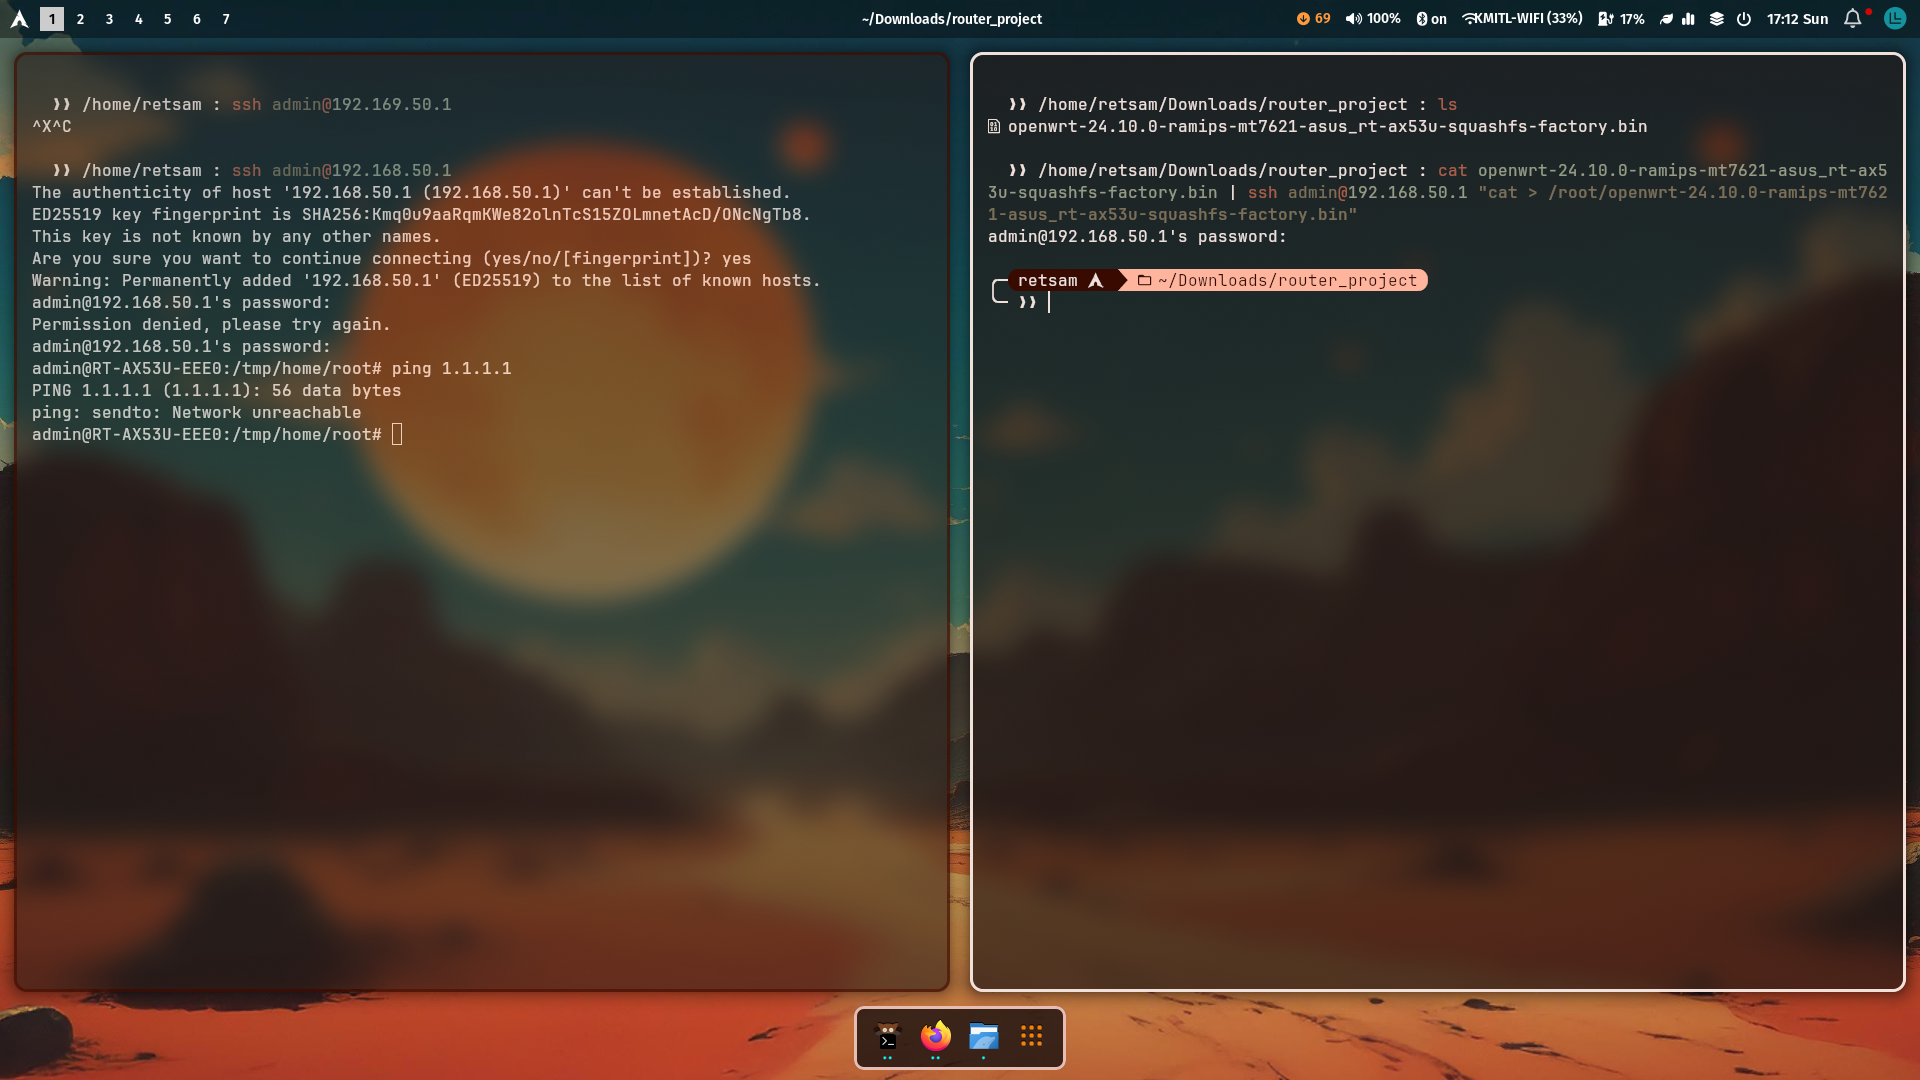 1 2 3 4 5 6 7
~/Downloads/router_project
69 100% on KMITL-WIFI (33%) 17% 17:12 Sun
❫❫ /home/retsam : ssh admin@192.169.50.1
^X^C
❫❫ /home/retsam : ssh admin@192.168.50.1
The authenticity of host '192.168.50.1 (192.168.50.1)' can't be established.
ED25519 key fingerprint is SHA256:Kmq0u9aaRqmKWe82olnTcS15ZOLmnetAcD/ONcNgTb8.
This key is not known by any other names.
Are you sure you want to continue connecting (yes/no/[fingerprint])? yes
Warning: Permanently added '192.168.50.1' (ED25519) to the list of known hosts.
admin@192.168.50.1's password:
Permission denied, please try again.
admin@192.168.50.1's password:
admin@RT-AX53U-EEE0:/tmp/home/root# ping 1.1.1.1
PING 1.1.1.1 (1.1.1.1): 56 data bytes
ping: sendto: Network unreachable
admin@RT-AX53U-EEE0:/tmp/home/root#
❫❫ /home/retsam/Downloads/router_project : ls
openwrt-24.10.0-ramips-mt7621-asus_rt-ax53u-squashfs-factory.bin
❫❫ /home/retsam/Downloads/router_project : cat openwrt-24.10.0-ramips-mt7621-asus_rt-ax5
3u-squashfs-factory.bin | ssh admin@192.168.50.1 "cat > /root/openwrt-24.10.0-ramips-mt762
1-asus_rt-ax53u-squashfs-factory.bin"
admin@192.168.50.1's password:
retsam ~/Downloads/router_project
❫❫